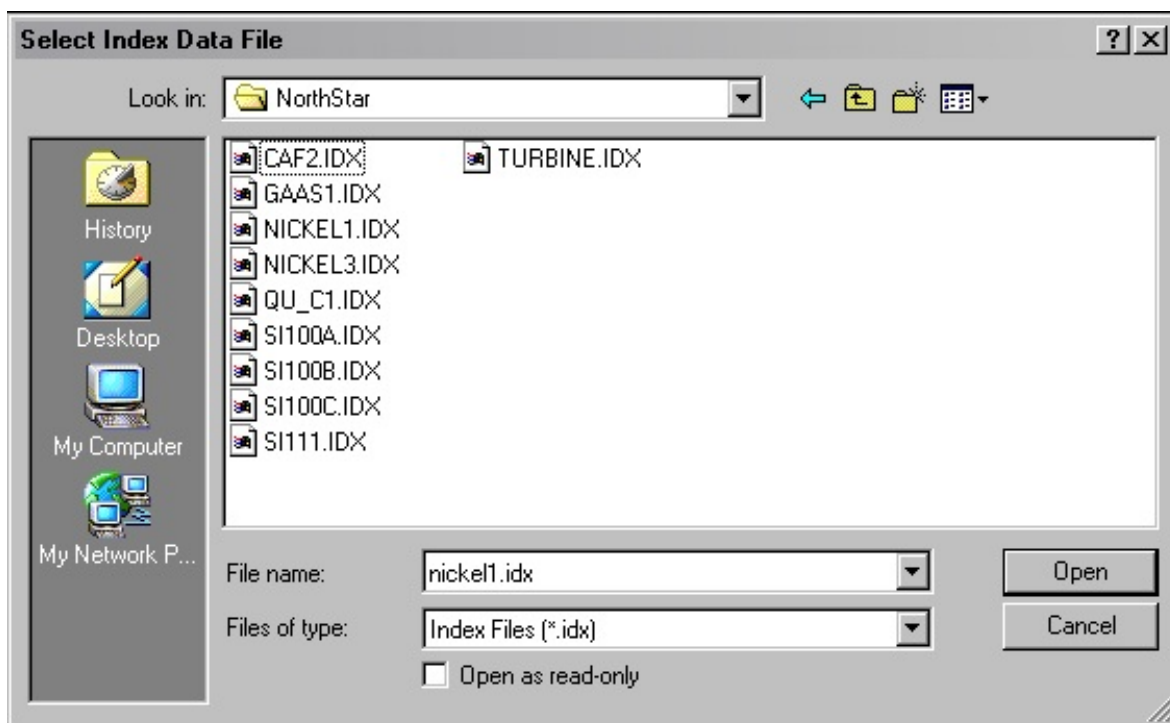 Select Index Data File
Look in: NorthStar
CAF2.IDX TURBINE.IDX
GAAS1.IDX
NICKEL1.IDX
NICKEL3.IDX
QU_C1.IDX
SI100A.IDX
SI100B.IDX
SI100C.IDX
SI111.IDX
History
Desktop
My Computer
My Network P...
File name: nickel1.idx Open
Files of type: Index Files (*.idx) Cancel
Open as read-only